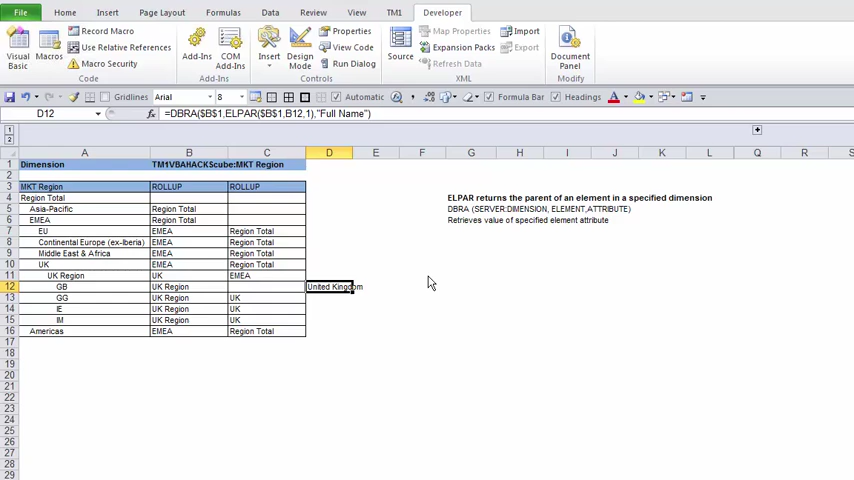 File Home Insert Page Layout Formulas Data Review View TM1 Developer
Record Macro Properties Map Properties Import
Use Relative References View Code Expansion Packs Export
Macro Security Run Dialog Refresh Data
Visual Basic Macros Add-Ins COM Add-Ins Insert Design Mode Source Document Panel
Code Add-Ins Controls XML Modify
Gridlines Arial 8 Automatic Formula Bar Headings
D12 fx =DBRA($B$1,ELPAR($B$1,B12,1),"Full Name")
1
2
A B C D E F G H I J K L Q R S
1 Dimension TM1VBAHACK$cube:MKT Region
2
3 MKT Region ROLLUP ROLLUP
4 Region Total ELPAR returns the parent of an element in a specified dimension
5 Asia-Pacific Region Total DBRA (SERVER:DIMENSION, ELEMENT,ATTRIBUTE)
6 EMEA Region Total Retrieves value of specified element attribute
7 EU EMEA Region Total
8 Continental Europe (ex-Iberia) EMEA Region Total
9 Middle East & Africa EMEA Region Total
10 UK EMEA Region Total
11 UK Region UK EMEA
12 GB UK Region United Kingdom
13 GG UK Region UK
14 IE UK Region UK
15 IM UK Region UK
16 Americas EMEA Region Total
17
18
19
20
21
22
23
24
25
26
27
28
29